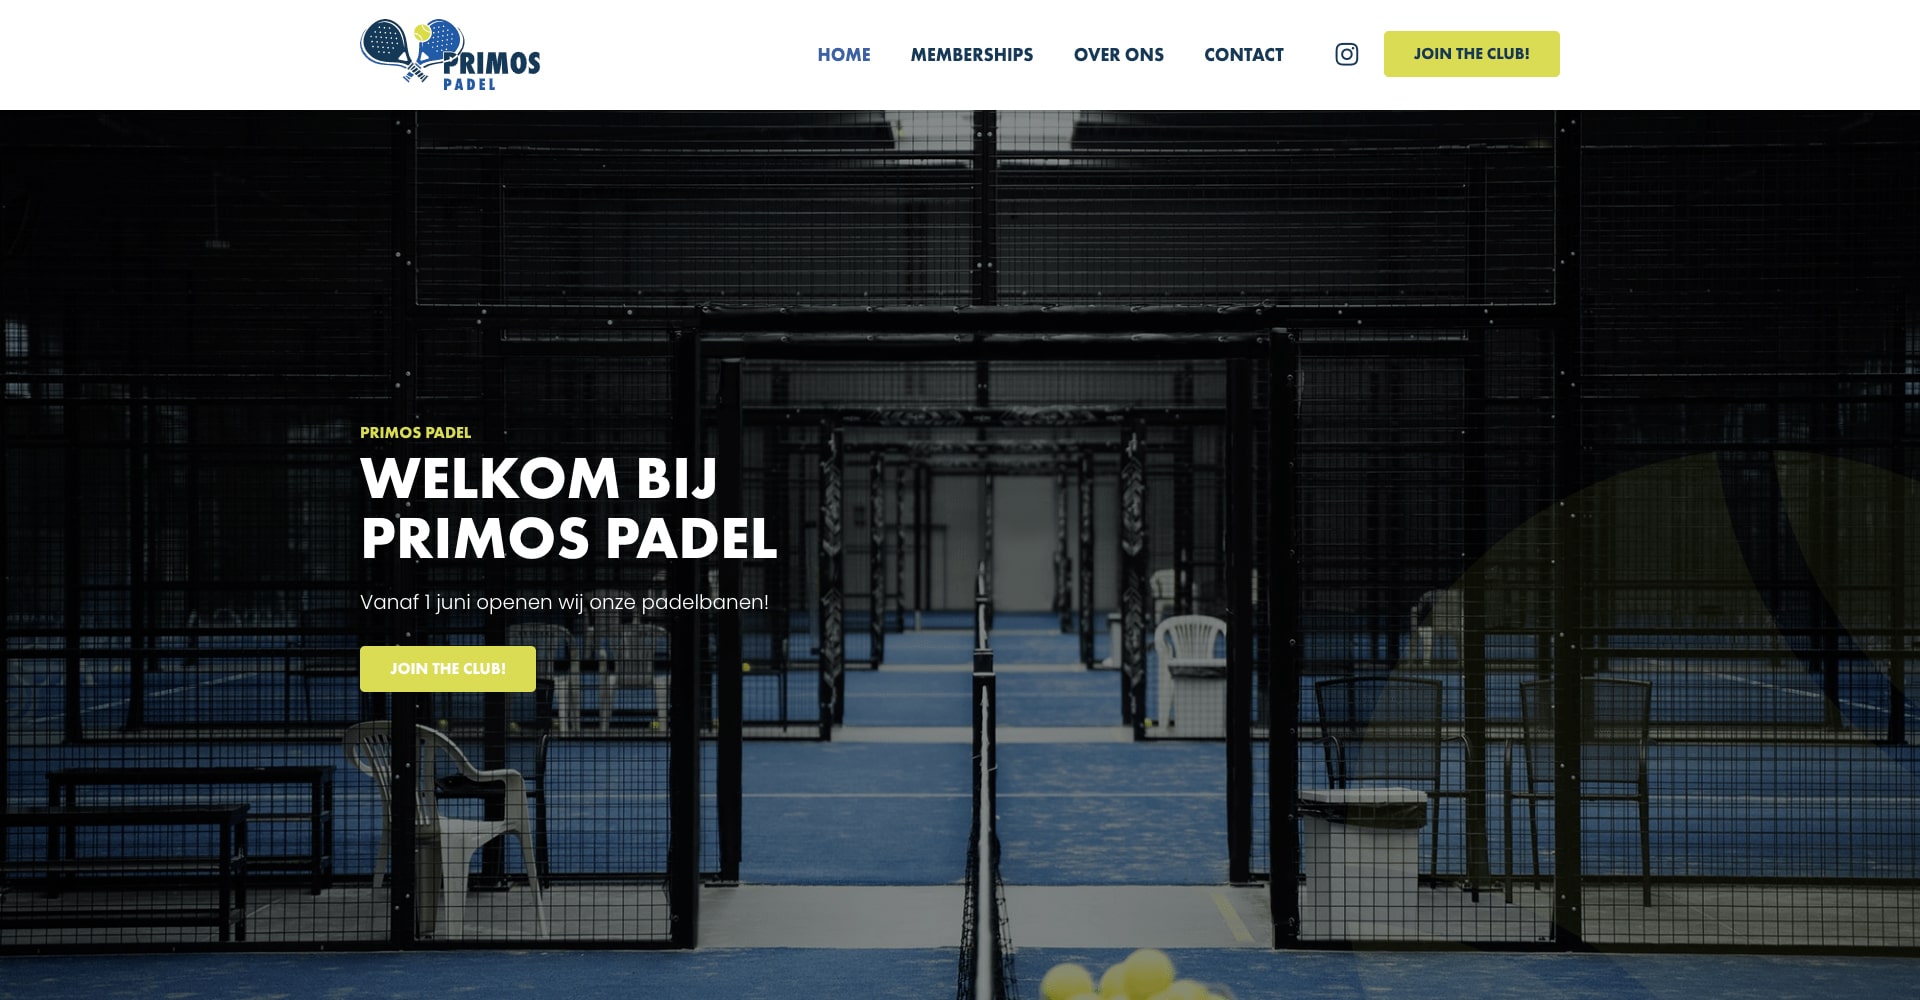 PRIMOS
PADEL
HOME
MEMBERSHIPS
OVER ONS
CONTACT
JOIN THE CLUB!
PRIMOS PADEL
WELKOM BIJ
PRIMOS PADEL
Vanaf 1 juni openen wij onze padelbanen!
JOIN THE CLUB!